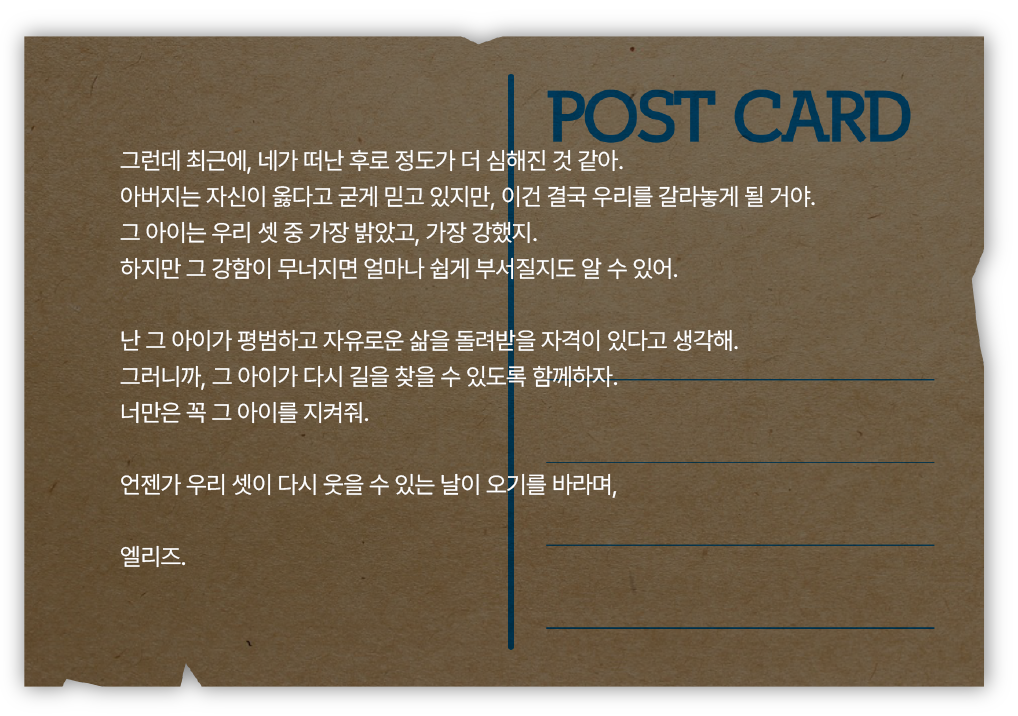 POST CARD
그런데 최근에, 네가 떠난 후로 정도가 더 심해진 것 같아.
아버지는 자신이 옳다고 굳게 믿고 있지만, 이건 결국 우리를 갈라놓게 될 거야.
그 아이는 우리 셋 중 가장 밝았고, 가장 강했지.
하지만 그 강함이 무너지면 얼마나 쉽게 부서질지도 알 수 있어.
난 그 아이가 평범하고 자유로운 삶을 돌려받을 자격이 있다고 생각해.
그러니까, 그 아이가 다시 길을 찾을 수 있도록 함께하자.
너만은 꼭 그 아이를 지켜줘.
언젠가 우리 셋이 다시 웃을 수 있는 날이 오기를 바라며,
엘리즈.